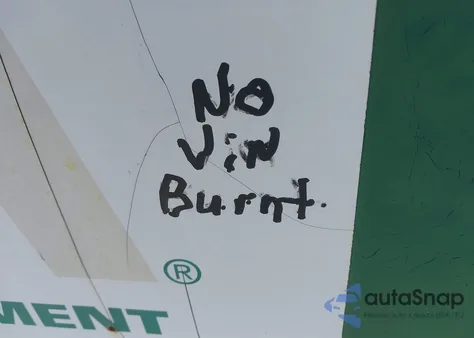 No
Vin
Burnt.
®
MENT
autaSnap